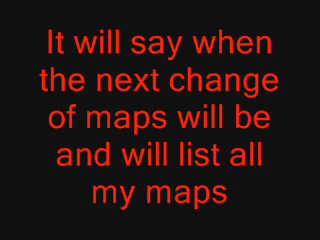 It will say when
the next change
of maps will be
and will list all
my maps